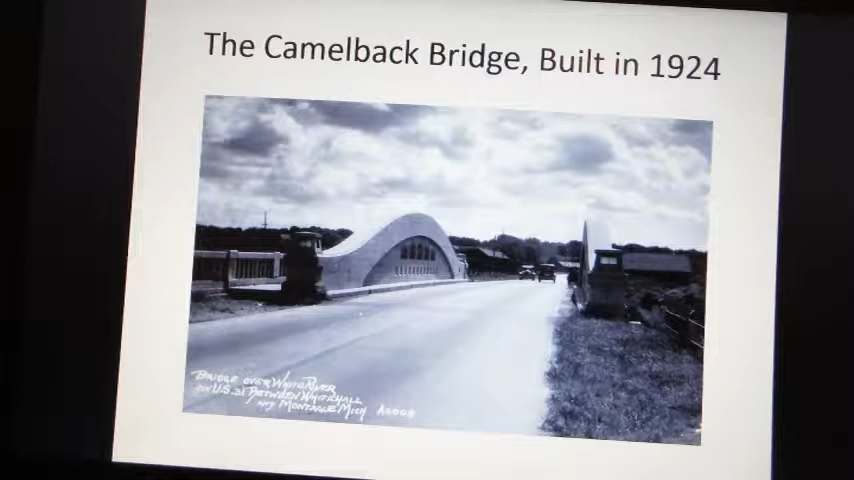 The Camelback Bridge, Built in 1924
BRIDGE OVER WHITE RIVER
ON U.S. 31 BETWEEN WHITEHALL
AND MONTAGUE MICH